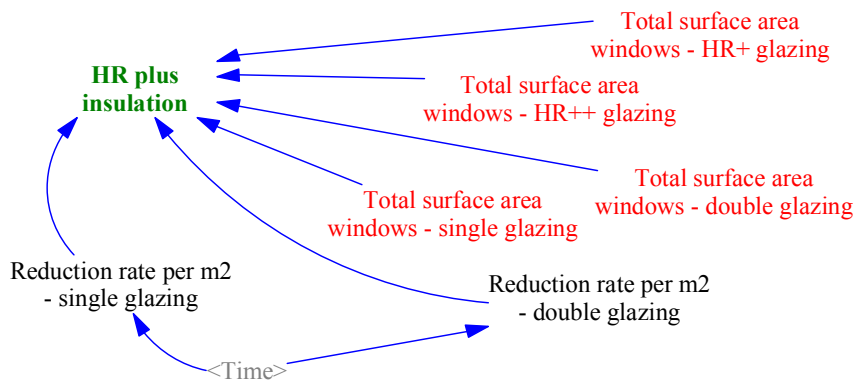 Total surface area
windows - HR+ glazing
HR plus
insulation
Total surface area
windows - HR++ glazing
Total surface area
windows - double glazing
Total surface area
windows - single glazing
Reduction rate per m2
- single glazing
Reduction rate per m2
- double glazing
<Time>